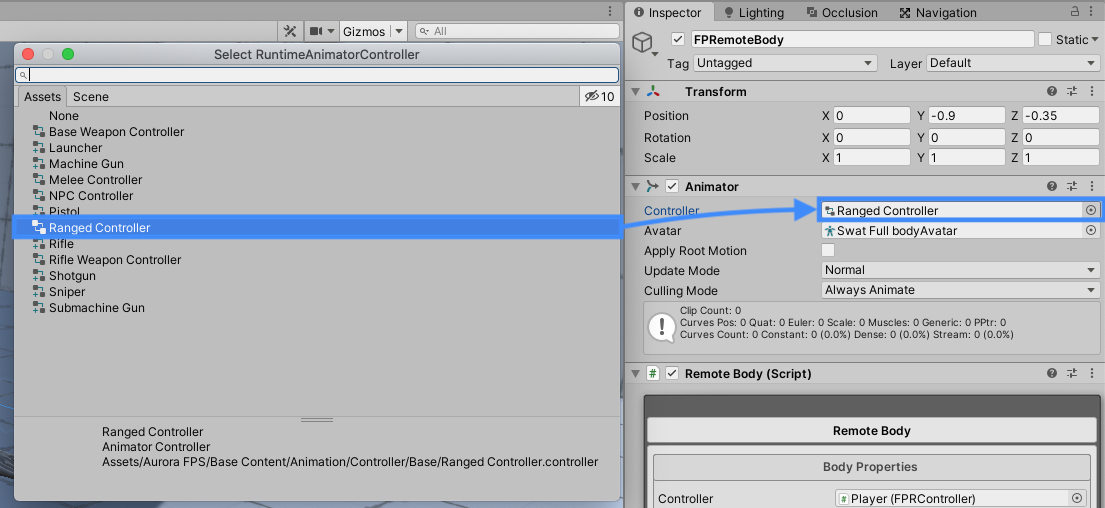 Gizmos
All
Select RuntimeAnimatorController
Assets Scene 10
None
Base Weapon Controller
Launcher
Machine Gun
Melee Controller
NPC Controller
Pistol
Ranged Controller
Rifle
Rifle Weapon Controller
Shotgun
Sniper
Submachine Gun
Ranged Controller
Animator Controller
Assets/Aurora FPS/Base Content/Animation/Controller/Base/Ranged Controller.controller
Inspector Lighting Occlusion Navigation
FPRemoteBody Static
Tag Untagged Layer Default
Transform
Position X 0 Y -0.9 Z -0.35
Rotation X 0 Y 0 Z 0
Scale X 1 Y 1 Z 1
Animator
Controller Ranged Controller
Avatar Swat Full bodyAvatar
Apply Root Motion
Update Mode Normal
Culling Mode Always Animate
Clip Count: 0
Curves Pos: 0 Quat: 0 Euler: 0 Scale: 0 Muscles: 0 Generic: 0 PPtr: 0
Curves Count: 0 Constant: 0 (0.0%) Dense: 0 (0.0%) Stream: 0 (0.0%)
# Remote Body (Script)
Remote Body
Body Properties
Controller # Player (FPRController)